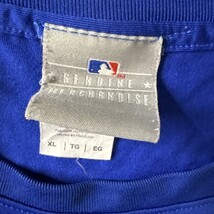 GENUINE
MERCHANDISE
XL | TG | EG